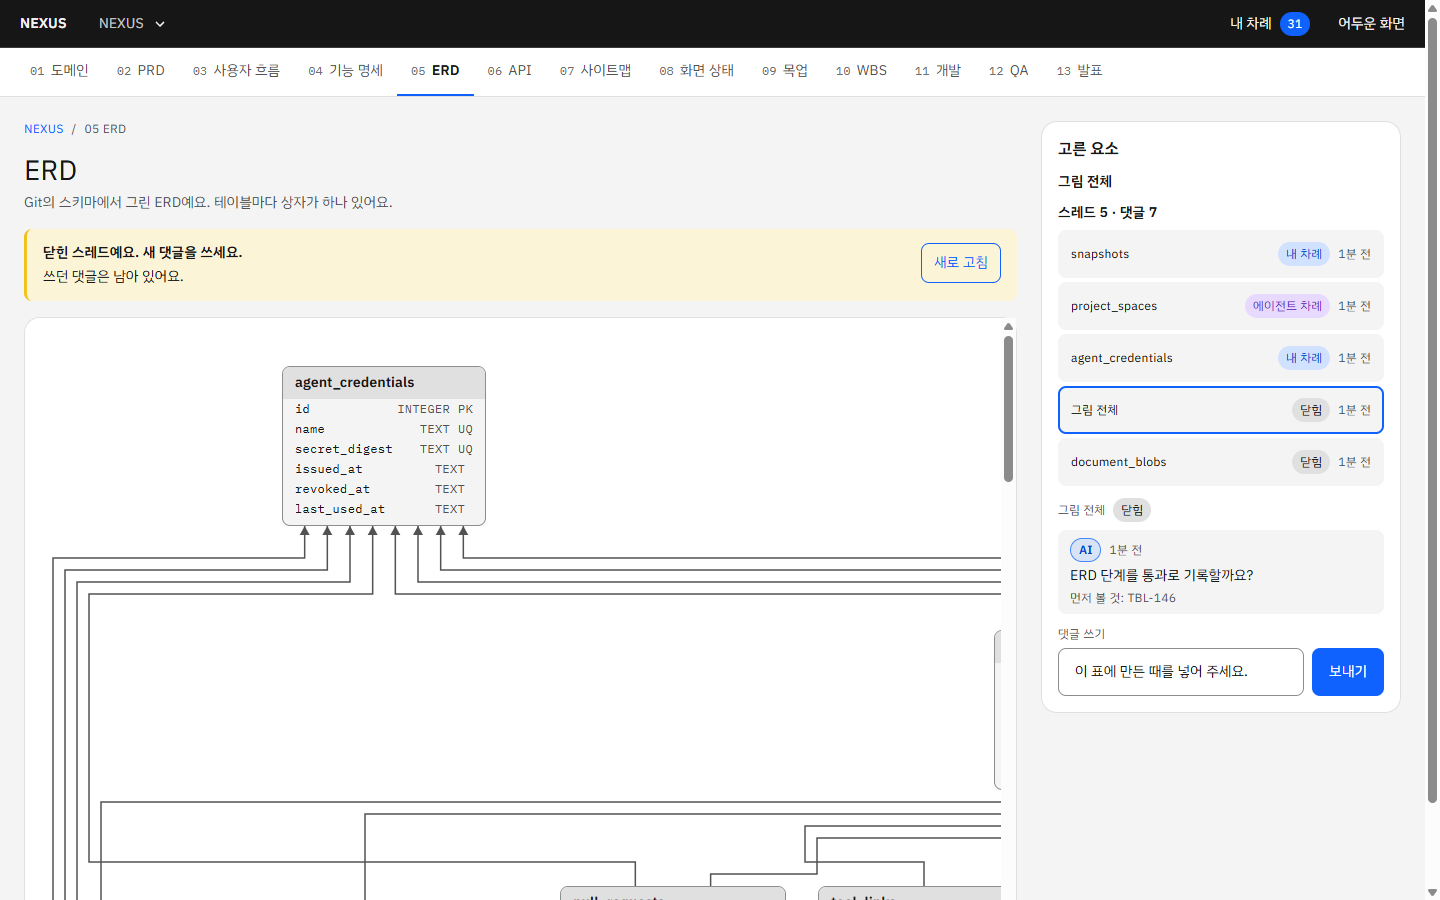 NEXUS
NEXUS
내 차례 31
어두운 화면
01 도메인
02 PRD
03 사용자 흐름
04 기능 명세
05 ERD
06 API
07 사이트맵
08 화면 상태
09 목업
10 WBS
11 개발
12 QA
13 발표
NEXUS / 05 ERD
ERD
Git의 스키마에서 그린 ERD예요. 테이블마다 상자가 하나 있어요.
닫힌 스레드예요. 새 댓글을 쓰세요.
쓰던 댓글은 남아 있어요.
새로 고침
agent_credentials
id INTEGER PK
name TEXT UQ
secret_digest TEXT UQ
issued_at TEXT
revoked_at TEXT
last_used_at TEXT
고른 요소
그림 전체
스레드 5 · 댓글 7
snapshots 내 차례 1분 전
project_spaces 에이전트 차례 1분 전
agent_credentials 내 차례 1분 전
그림 전체 닫힘 1분 전
document_blobs 닫힘 1분 전
그림 전체 닫힘
AI 1분 전
ERD 단계를 통과로 기록할까요?
먼저 볼 것: TBL-146
댓글 쓰기
이 표에 만든 때를 넣어 주세요.
보내기